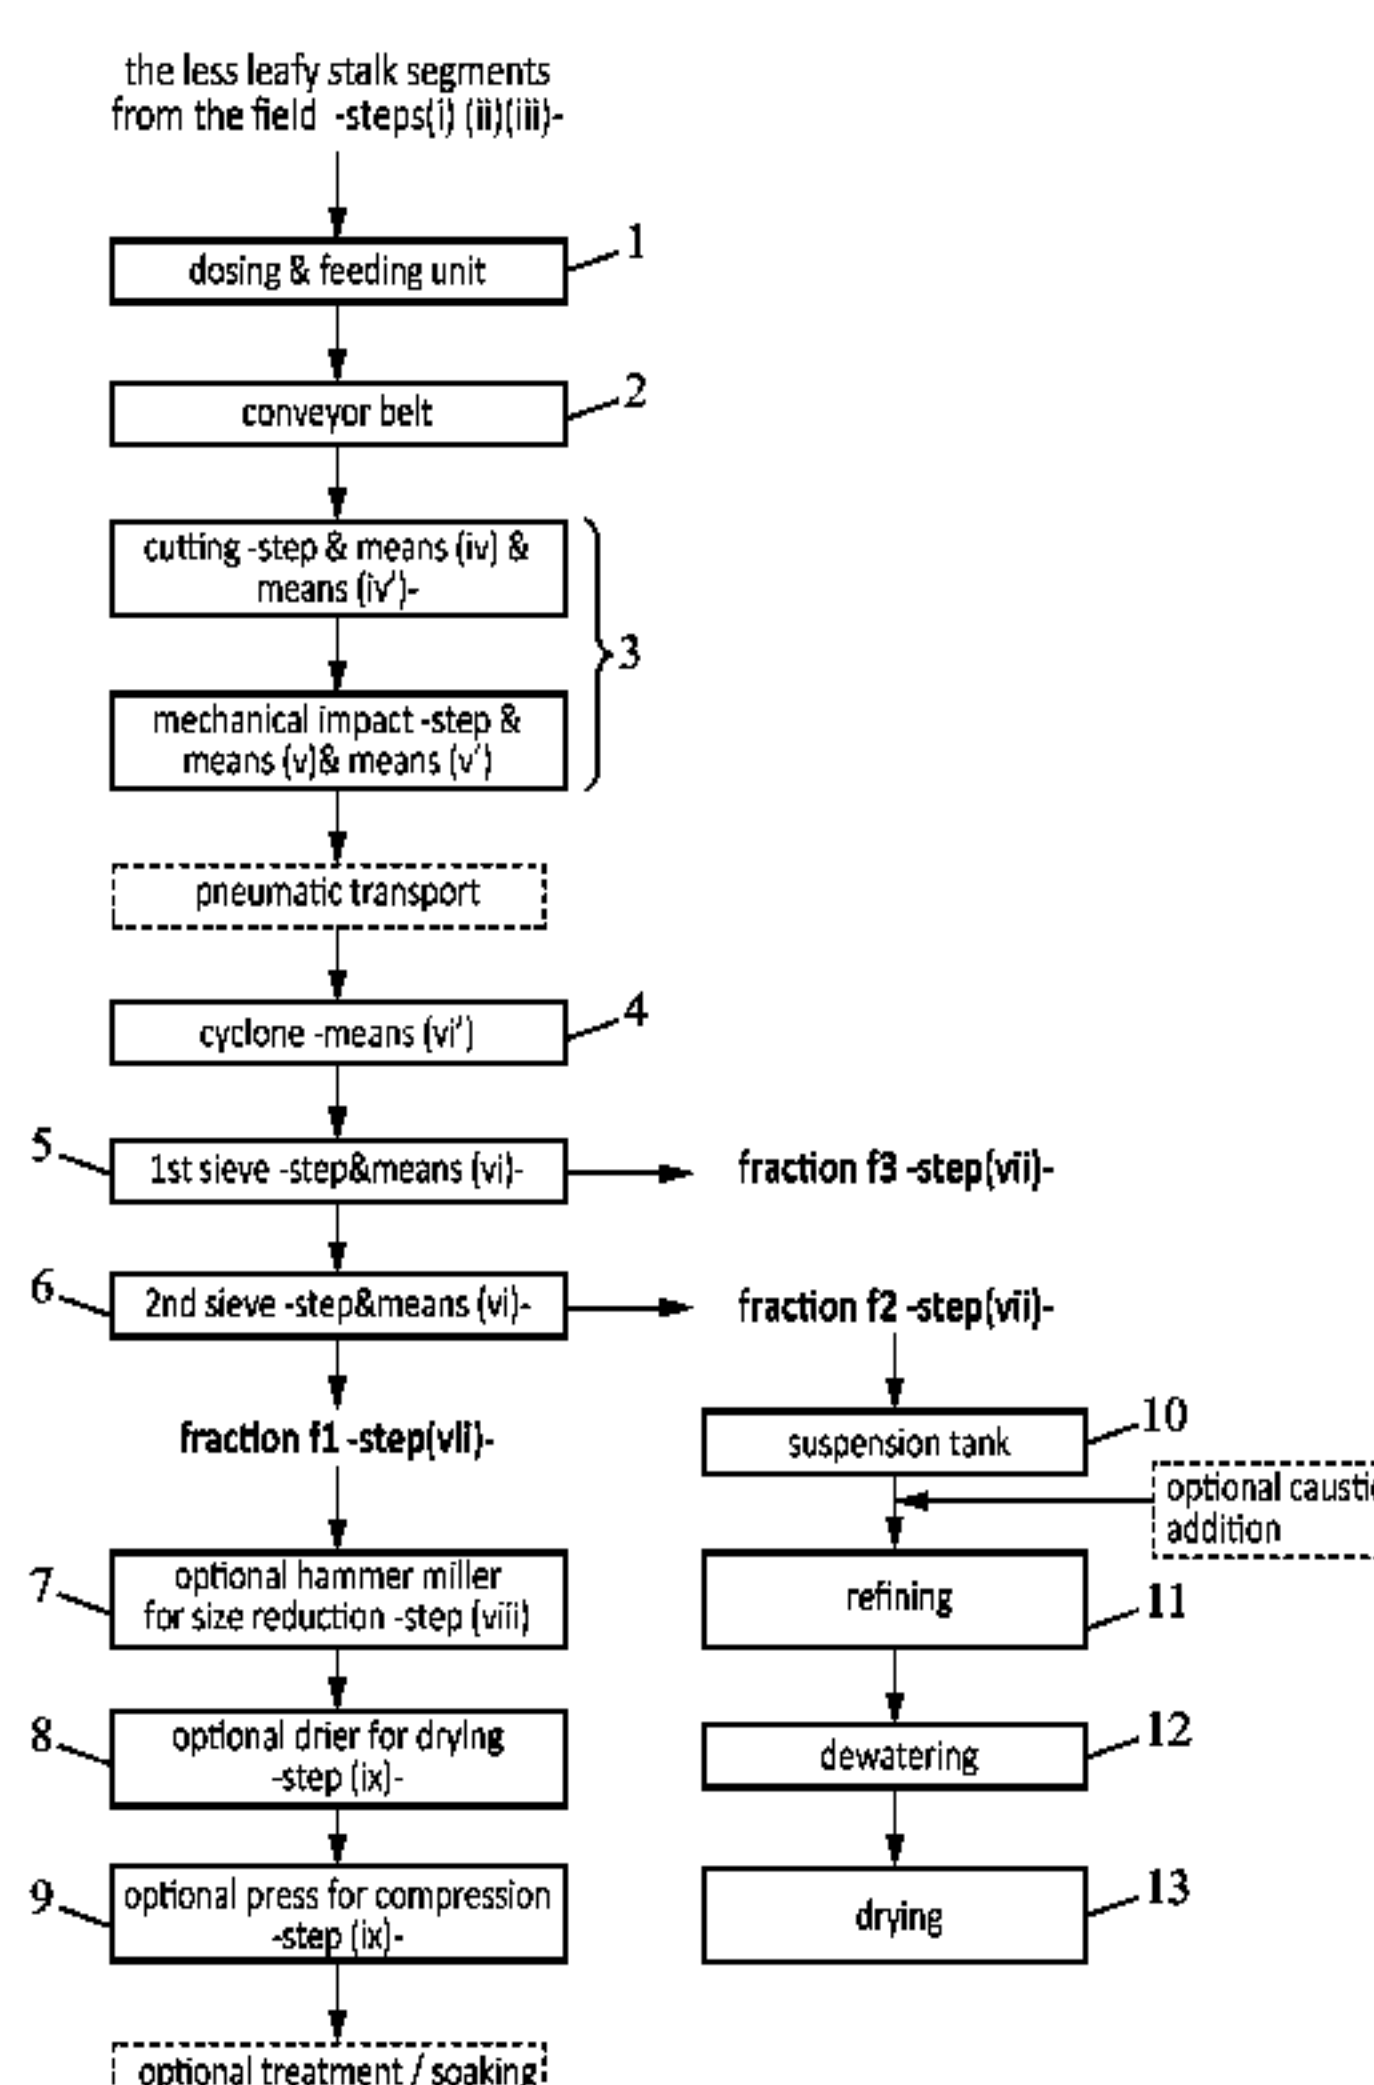 the less leafy stalk segments
from the field -steps(i) (ii)(iii)-
1
dosing & feeding unit
2
conveyor belt
cutting -step & means (iv) &
means (iv')-
3
mechanical impact -step &
means (v)& means (v')
pneumatic transport
4
cyclone -means (vi')
5
1st sieve -step&means (vi)-
fraction f3 -step(vii)-
6
2nd sieve -step&means (vi)-
fraction f2 -step(vii)-
fraction f1 -step(vii)-
10
suspension tank
optional
addition
7
optional hammer miller
for size reduction -step (viii)
refining
11
8
optional drier for drying
-step (ix)-
12
dewatering
9
optional press for compression
-step (ix)-
13
drying
optional treatment / soaking